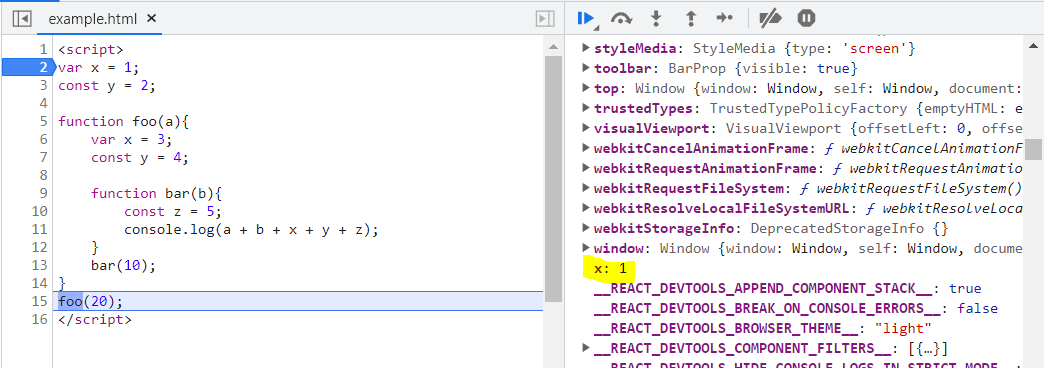 example.html ×
1 <script>
2 var x = 1;
3 const y = 2;
4
5 function foo(a){
6 var x = 3;
7 const y = 4;
8
9 function bar(b){
10 const z = 5;
11 console.log(a + b + x + y + z);
12 }
13 bar(10);
14 }
15 foo(20);
16 </script>
styleMedia: StyleMedia {type: 'screen'}
toolbar: BarProp {visible: true}
top: Window {window: Window, self: Window, document:
trustedTypes: TrustedTypePolicyFactory {emptyHTML: e
visualViewport: VisualViewport {offsetLeft: 0, offse
webkitCancelAnimationFrame: ƒ webkitCancelAnimationF
webkitRequestAnimationFrame: ƒ webkitRequestAnimatio
webkitRequestFileSystem: ƒ webkitRequestFileSystem()
webkitResolveLocalFileSystemURL: ƒ webkitResolveLoca
webkitStorageInfo: DeprecatedStorageInfo {}
window: Window {window: Window, self: Window, docume
x: 1
__REACT_DEVTOOLS_APPEND_COMPONENT_STACK__: true
__REACT_DEVTOOLS_BREAK_ON_CONSOLE_ERRORS__: false
__REACT_DEVTOOLS_BROWSER_THEME__: "light"
__REACT_DEVTOOLS_COMPONENT_FILTERS__: [{…}]
__REACT_DEVTOOLS_HIDE_CONSOLE_LOGS_IN_STRICT_MODE__: